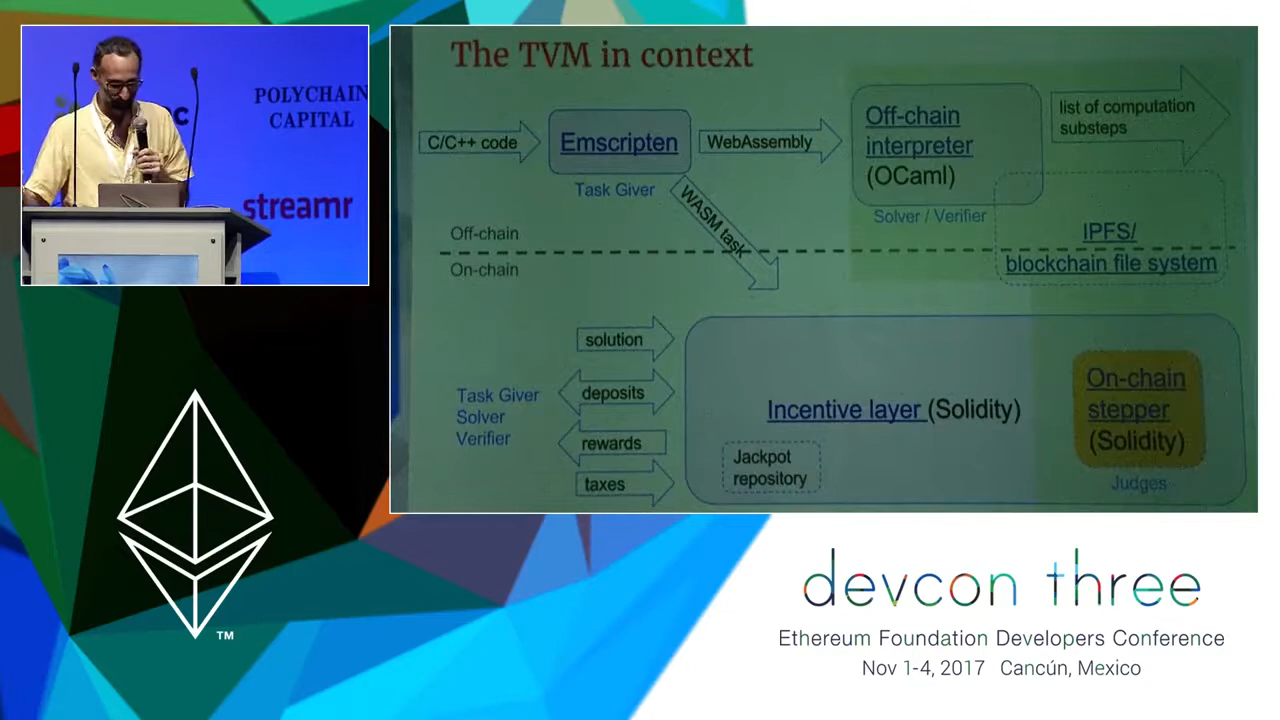 POLYCHAIN
CAPITAL
streamr
The TVM in context
C/C++ code
Emscripten
WebAssembly
Off-chain
interpreter
(OCaml)
list of computation
substeps
Task Giver
WASM task
Solver / Verifier
Off-chain
On-chain
IPFS/
blockchain file system
solution
deposits
rewards
taxes
Task Giver
Solver
Verifier
Incentive layer (Solidity)
Jackpot
repository
On-chain
stepper
(Solidity)
Judges
TM
devcon three
Ethereum Foundation Developers Conference
Nov 1-4, 2017 Cancún, Mexico